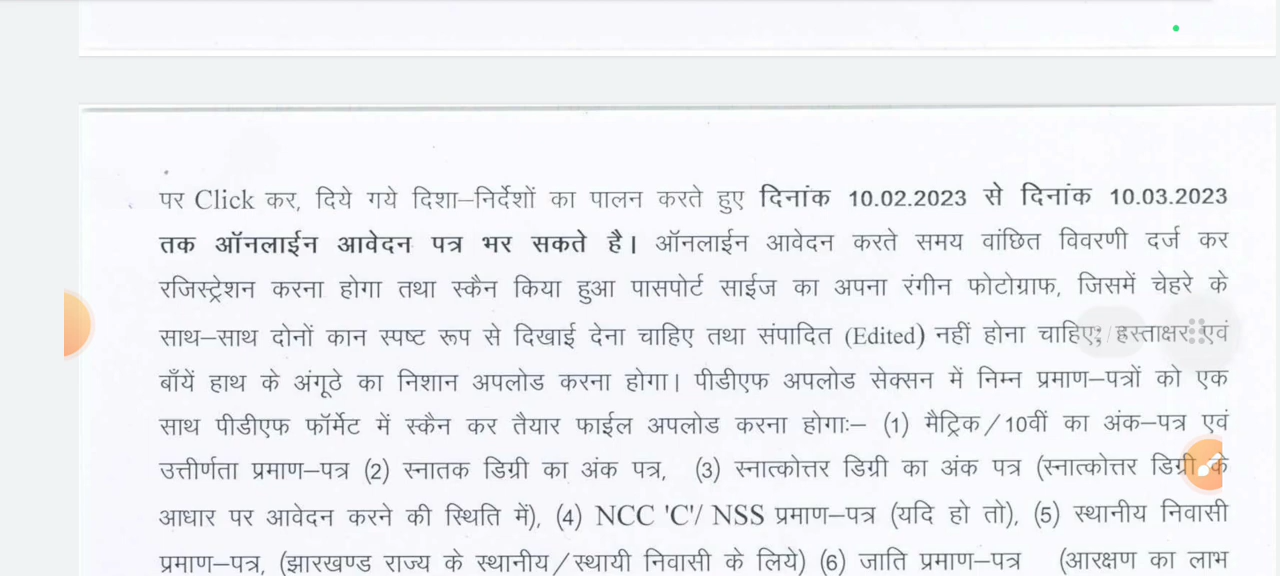 पर Click कर, दिये गये दिशा–निर्देशों का पालन करते हुए दिनांक 10.02.2023 से दिनांक 10.03.2023
तक ऑनलाईन आवेदन पत्र भर सकते है। ऑनलाईन आवेदन करते समय वांछित विवरणी दर्ज कर
रजिस्ट्रेशन करना होगा तथा स्कैन किया हुआ पासपोर्ट साईज का अपना रंगीन फोटोग्राफ, जिसमें चेहरे के
साथ–साथ दोनों कान स्पष्ट रूप से दिखाई देना चाहिए तथा संपादित (Edited) नहीं होना चाहिए; हस्ताक्षर एवं
बाँयें हाथ के अंगूठे का निशान अपलोड करना होगा। पीडीएफ अपलोड सेक्सन में निम्न प्रमाण–पत्रों को एक
साथ पीडीएफ फॉर्मेट में स्कैन कर तैयार फाईल अपलोड करना होगाः– (1) मैट्रिक/10वीं का अंक–पत्र एवं
उत्तीर्णता प्रमाण–पत्र (2) स्नातक डिग्री का अंक पत्र, (3) स्नात्कोत्तर डिग्री का अंक पत्र (स्नात्कोत्तर डिग्री के
आधार पर आवेदन करने की स्थिति में), (4) NCC 'C'/ NSS प्रमाण–पत्र (यदि हो तो), (5) स्थानीय निवासी
प्रमाण–पत्र, (झारखण्ड राज्य के स्थानीय/स्थायी निवासी के लिये) (6) जाति प्रमाण–पत्र (आरक्षण का लाभ